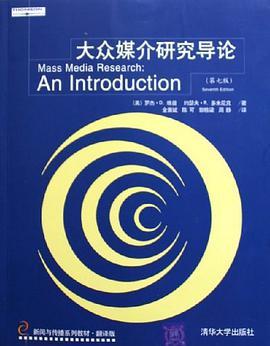 THOMSON
大众媒介研究导论
Mass Media Research:
An Introduction
(第七版)
Seventh Edition
(美) 罗杰·D. 维曼 约瑟夫·R. 多米尼克 著
金兼斌 陈可 郭栋梁 周静 译
新闻与传播系列教材·翻译版
清华大学出版社